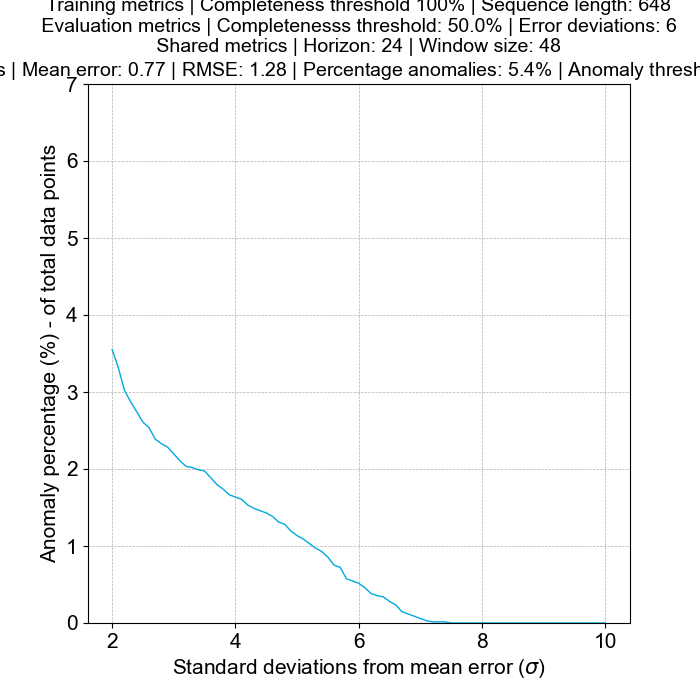 Training metrics | Completeness threshold 100% | Sequence length: 648
Evaluation metrics | Completenesss threshold: 50.0% | Error deviations: 6
Shared metrics | Horizon: 24 | Window size: 48
| Mean error: 0.77 | RMSE: 1.28 | Percentage anomalies: 5.4% | Anomaly
7
6
5
4
3
2
1
0
Anomaly percentage (%) - of total data points
2 4 6 8 10
Standard deviations from mean error (σ)